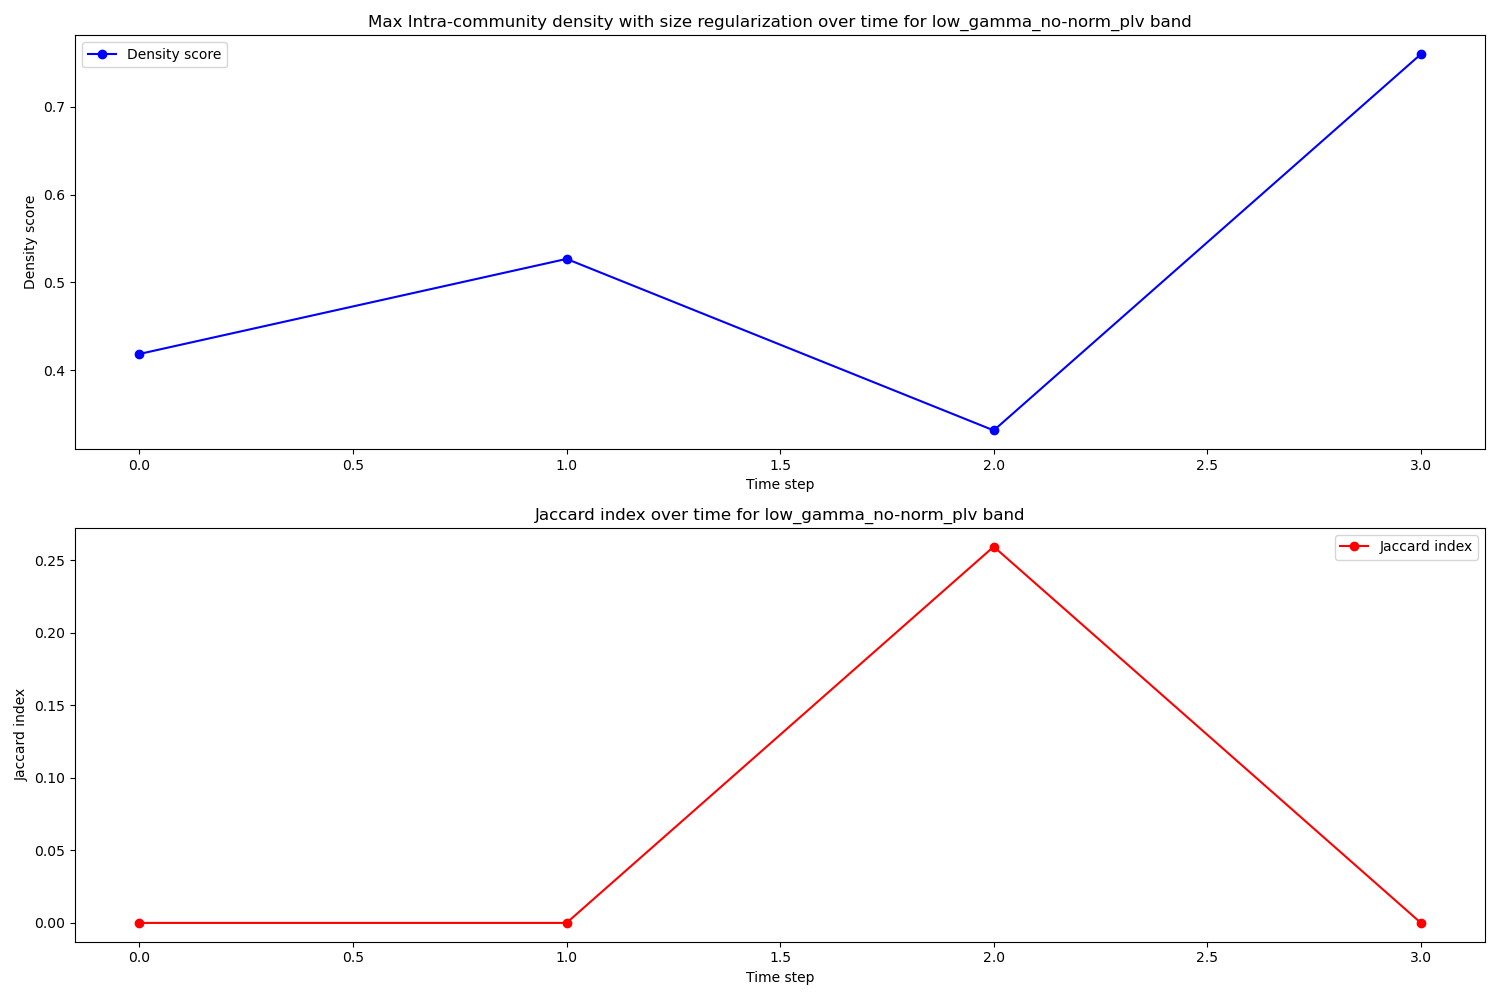 Max Intra-community density with size regularization over time for low_gamma_no-norm_plv band
Density score
0.7
0.6
0.5
0.4
Density score
0.0 0.5 1.0 1.5 2.0 2.5 3.0
Time step
Jaccard index over time for low_gamma_no-norm_plv band
Jaccard index
0.25
0.20
0.15
0.10
0.05
0.00
Jaccard index
0.0 0.5 1.0 1.5 2.0 2.5 3.0
Time step